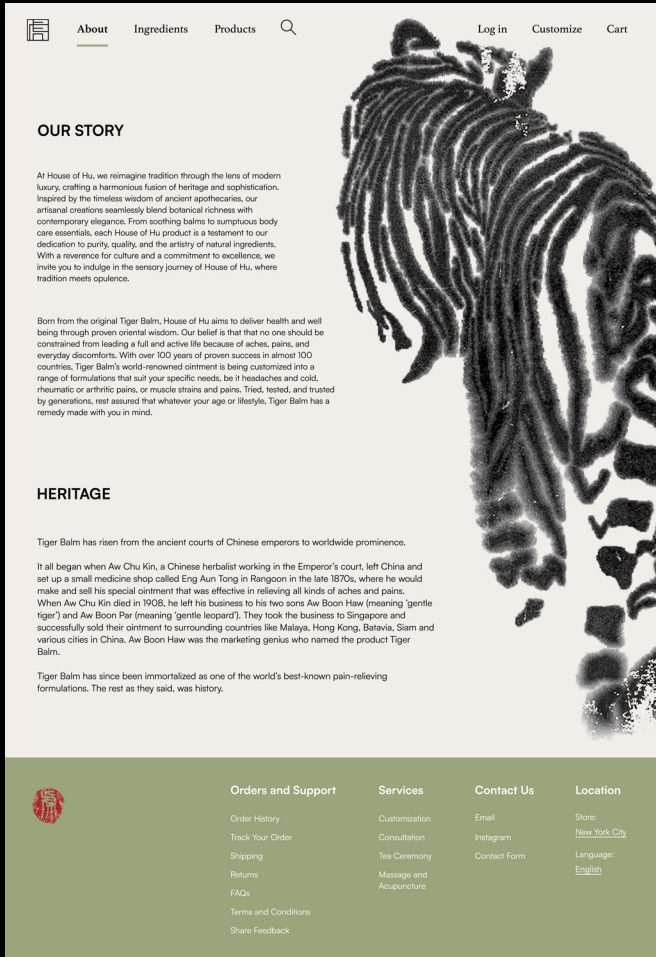 About Ingredients Products Log in Customize Cart
OUR STORY
At House of Hu, we reimagine tradition through the lens of modern
luxury, crafting a harmonious fusion of heritage and sophistication.
Inspired by the timeless wisdom of ancient apothecaries, our
artisanal creations seamlessly blend botanical richness with
contemporary elegance. From soothing balms to sumptuous body
care essentials, each House of Hu product is a testament to our
dedication to purity, quality, and the artistry of natural ingredients.
With a reverence for culture and a commitment to excellence, we
invite you to indulge in the sensory journey of House of Hu, where
tradition meets opulence.
Born from the original Tiger Balm, House of Hu aims to deliver health and well
being through proven oriental wisdom. Our belief is that that no one should be
constrained from leading a full and active life because of aches, pains, and
everyday discomforts. With over 100 years of proven success in almost 100
countries, Tiger Balm's world-renowned ointment is being customized into a
range of formulations that suit your specific needs, be it headaches and cold,
rheumatic or arthritic pains, or muscle strains and pains. Tried, tested, and trusted
by generations, rest assured that whatever your age or lifestyle, Tiger Balm has a
remedy made with you in mind.
HERITAGE
Tiger Balm has risen from the ancient courts of Chinese emperors to worldwide prominence.
It all began when Aw Chu Kin, a Chinese herbalist working in the Emperor's court, left China and
set up a small medicine shop called Eng Aun Tong in Rangoon in the late 1870s, where he would
make and sell his special ointment that was effective in relieving all kinds of aches and pains.
When Aw Chu Kin died in 1908, he left his business to his two sons Aw Boon Haw (meaning 'gentle
tiger') and Aw Boon Par (meaning 'gentle leopard'). They took the business to Singapore and
successfully sold their ointment to surrounding countries like Malaya, Hong Kong, Batavia, Siam and
various cities in China. Aw Boon Haw was the marketing genius who named the product Tiger
Balm.
Tiger Balm has since been immortalized as one of the world's best-known pain-relieving
formulations. The rest as they said, was history.
Orders and Support
Order History
Track Your Order
Shipping
Returns
FAQs
Terms and Conditions
Share Feedback
Services
Customization
Consultation
Tea Ceremony
Massage and
Acupuncture
Contact Us
Email
Instagram
Contact Form
Location
Store:
New York City
Language:
English